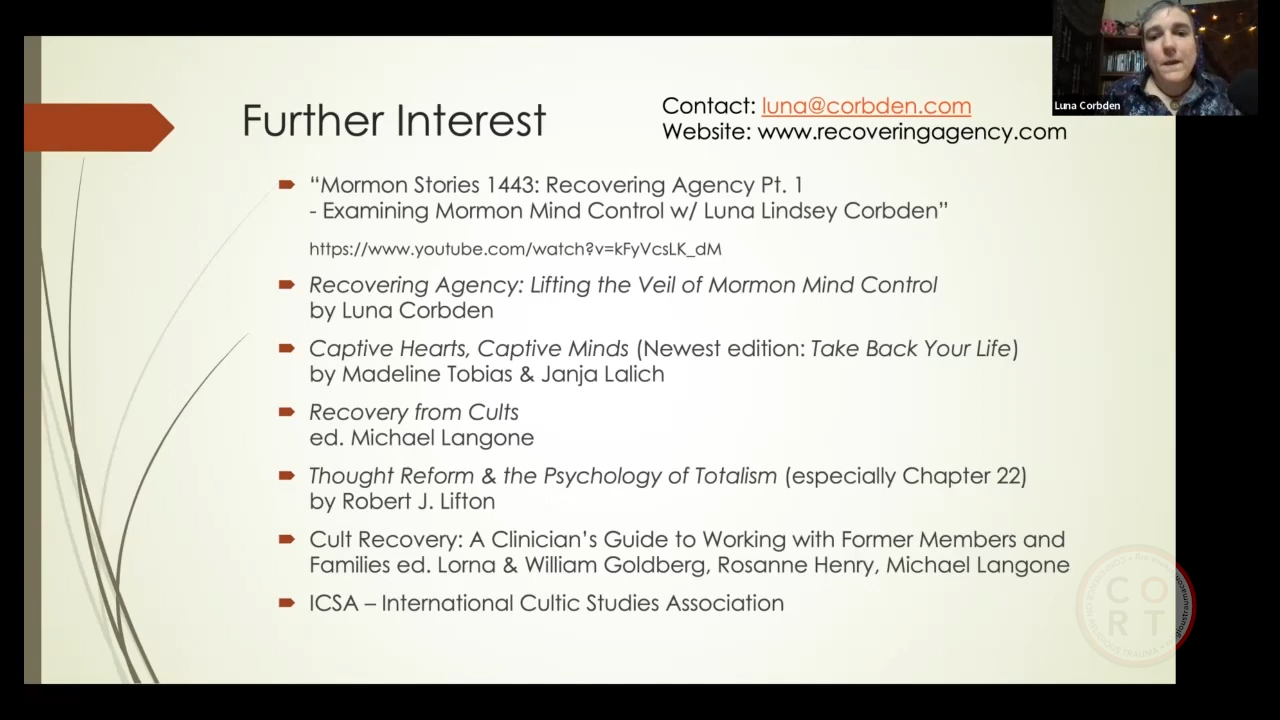 Luna Corbden
Further Interest
Contact: luna@corbden.com
Website: www.recoveringagency.com
“Mormon Stories 1443: Recovering Agency Pt. 1
- Examining Mormon Mind Control w/ Luna Lindsey Corbden”
https://www.youtube.com/watch?v=kFyVcsLK_dM
Recovering Agency: Lifting the Veil of Mormon Mind Control
by Luna Corbden
Captive Hearts, Captive Minds (Newest edition: Take Back Your Life)
by Madeline Tobias & Janja Lalich
Recovery from Cults
ed. Michael Langone
Thought Reform & the Psychology of Totalism (especially Chapter 22)
by Robert J. Lifton
Cult Recovery: A Clinician’s Guide to Working with Former Members and
Families ed. Lorna & William Goldberg, Rosanne Henry, Michael Langone
ICSA – International Cultic Studies Association
CO
RT